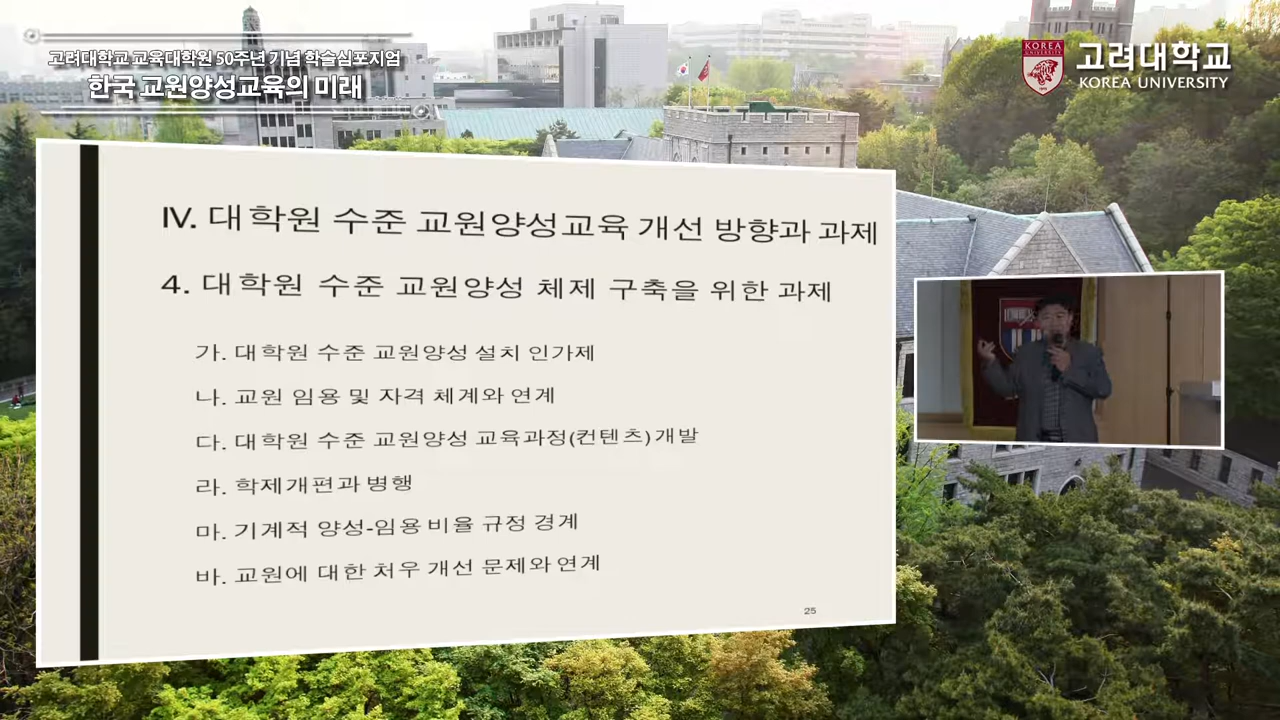 고려대학교 교육대학원 50주년 기념 학술심포지엄
한국 교원양성교육의 미래
KOREA
고려대학교
KOREA UNIVERSITY
Ⅳ. 대학원 수준 교원양성교육 개선 방향과 과제
4. 대학원 수준 교원양성 체제 구축을 위한 과제
가. 대학원 수준 교원양성 설치 인가제
나. 교원 임용 및 자격 체계와 연계
다. 대학원 수준 교원양성 교육과정(컨텐츠)개발
라. 학제개편과 병행
마. 기계적 양성-임용 비율 규정 경계
바. 교원에 대한 처우 개선 문제와 연계
25